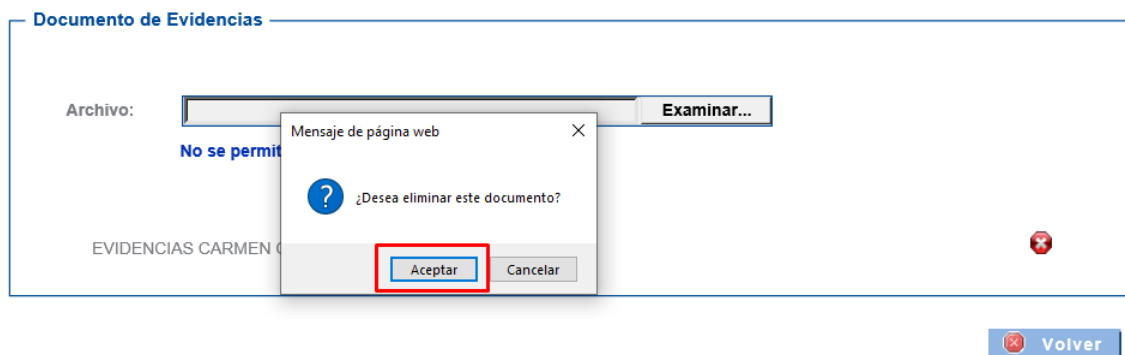 Documento de Evidencias
Archivo:
Examinar...
Mensaje de página web
No se permit
¿Desea eliminar este documento?
EVIDENCIAS CARMEN
Aceptar
Cancelar
Volver